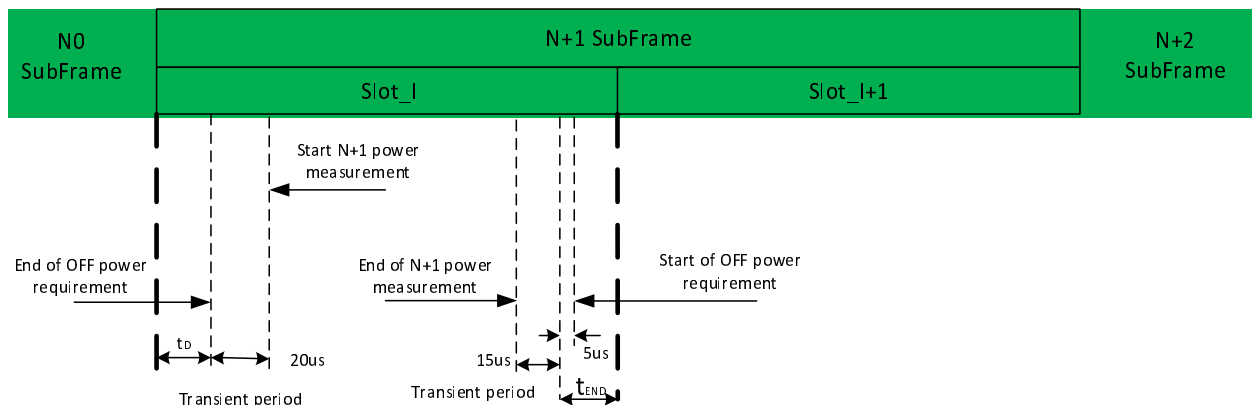 N0
SubFrame
N+1 SubFrame
N+2
SubFrame
Slot_I
Slot_I+1
Start N+1 power
measurement
End of OFF power
requirement
End of N+1 power
measurement
Start of OFF power
requirement
tD
20us
15us
5us
Transient period
Transient period
tEND